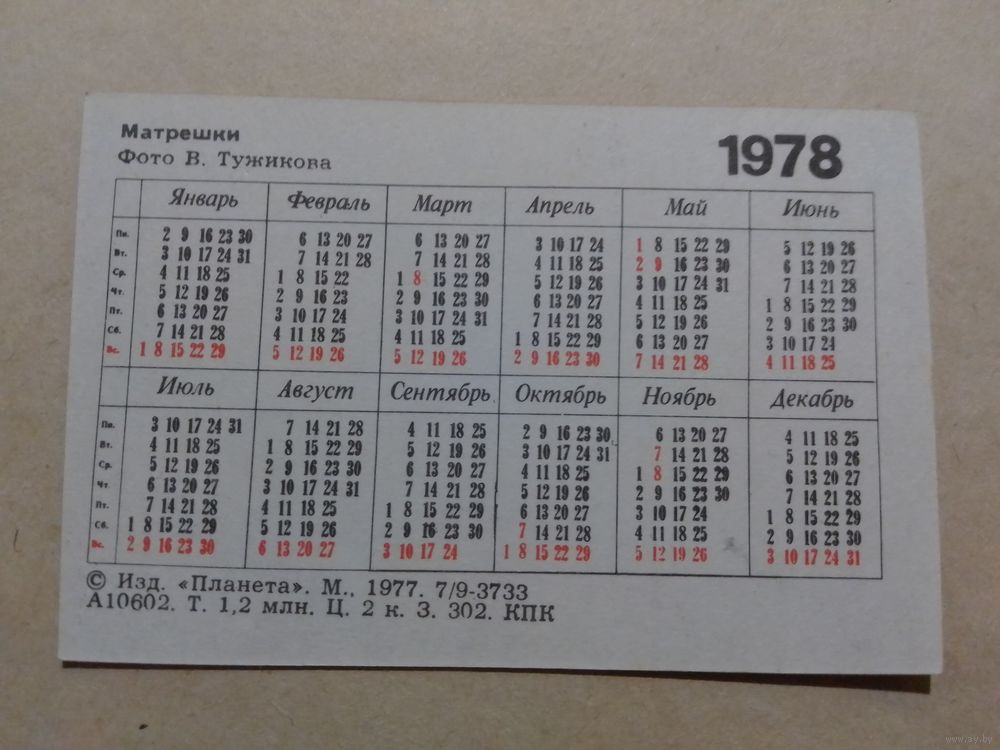 Матрешки
Фото В. Тужикова
1978
Январь Февраль Март Апрель Май Июнь
Пн. 2 9 16 23 30 6 13 20 27 6 13 20 27 3 10 17 24 1 8 15 22 29 5 12 19 26
Вт. 3 10 17 24 31 7 14 21 28 7 14 21 28 4 11 18 25 2 9 16 23 30 6 13 20 27
Ср. 4 11 18 25 1 8 15 22 1 8 15 22 29 5 12 19 26 3 10 17 24 31 7 14 21 28
Чт. 5 12 19 26 2 9 16 23 2 9 16 23 30 6 13 20 27 4 11 18 25 1 8 15 22 29
Пт. 6 13 20 27 3 10 17 24 3 10 17 24 31 7 14 21 28 5 12 19 26 2 9 16 23 30
Сб. 7 14 21 28 4 11 18 25 4 11 18 25 1 8 15 22 29 6 13 20 27 3 10 17 24
Вс. 1 8 15 22 29 5 12 19 26 5 12 19 26 2 9 16 23 30 7 14 21 28 4 11 18 25
Июль Август Сентябрь Октябрь Ноябрь Декабрь
Пн. 3 10 17 24 31 7 14 21 28 4 11 18 25 2 9 16 23 30 6 13 20 27 4 11 18 25
Вт. 4 11 18 25 1 8 15 22 29 5 12 19 26 3 10 17 24 31 7 14 21 28 5 12 19 26
Ср. 5 12 19 26 2 9 16 23 30 6 13 20 27 4 11 18 25 1 8 15 22 29 6 13 20 27
Чт. 6 13 20 27 3 10 17 24 31 7 14 21 28 5 12 19 26 2 9 16 23 30 7 14 21 28
Пт. 7 14 21 28 4 11 18 25 1 8 15 22 29 6 13 20 27 3 10 17 24 1 8 15 22 29
Сб. 1 8 15 22 29 5 12 19 26 2 9 16 23 30 7 14 21 28 4 11 18 25 2 9 16 23 30
Вс. 2 9 16 23 30 6 13 20 27 3 10 17 24 1 8 15 22 29 5 12 19 26 3 10 17 24 31
© Изд. «Планета». М., 1977. 7/9-3733
А10602. Т. 1,2 млн. Ц. 2 к. З. 302. КПК
www.ay.by